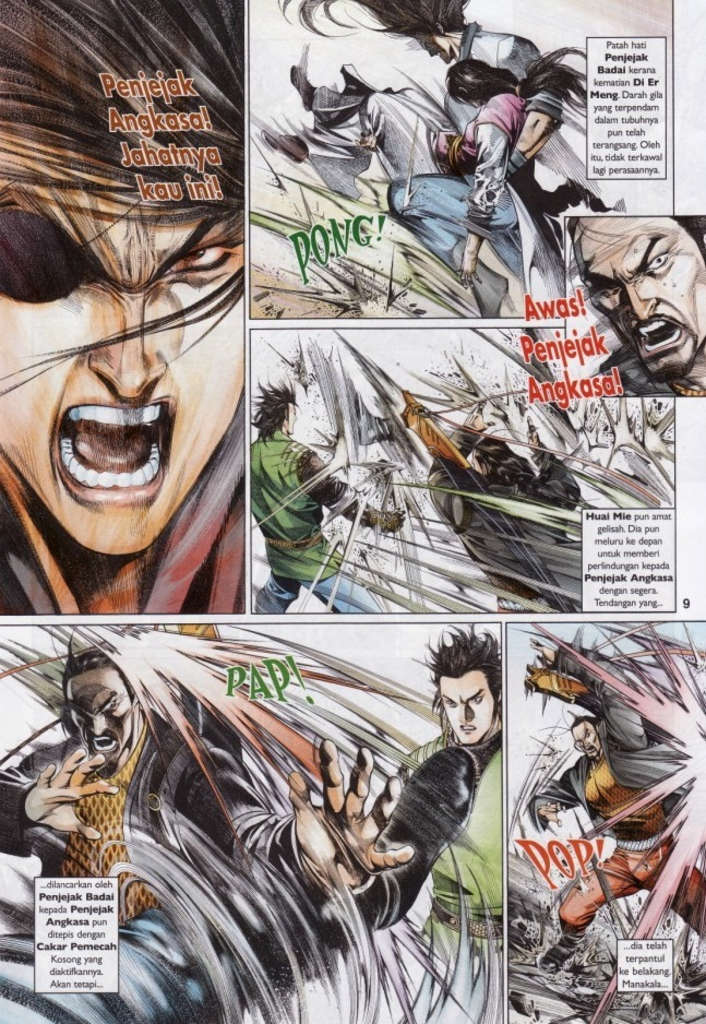 Penjejak
Angkasa!
Jahatnya
kau ini!
Patah hati
Penjejak
Badai kerana
kematian Di Er
Meng. Darah gila
yang terpendam
dalam tubuhnya
pun telah
terangsang. Oleh
itu, tidak terkawal
lagi perasaannya.
PONG!
Awas!
Penjejak
Angkasa!
Huai Mie pun amat
gelisah. Dia pun
meluru ke depan
untuk memberi
perlindungan kepada
Penjejak Angkasa
dengan segera.
Tendangan yang...
9
PAP!
...dilancarkan oleh
Penjejak Badai
kepada Penjejak
Angkasa pun
ditepis dengan
Cakar Pemecah
Kosong yang
diaktifkannya.
Akan tetapi...
POP!
...dia telah
terpantul
ke belakang.
Manakala...